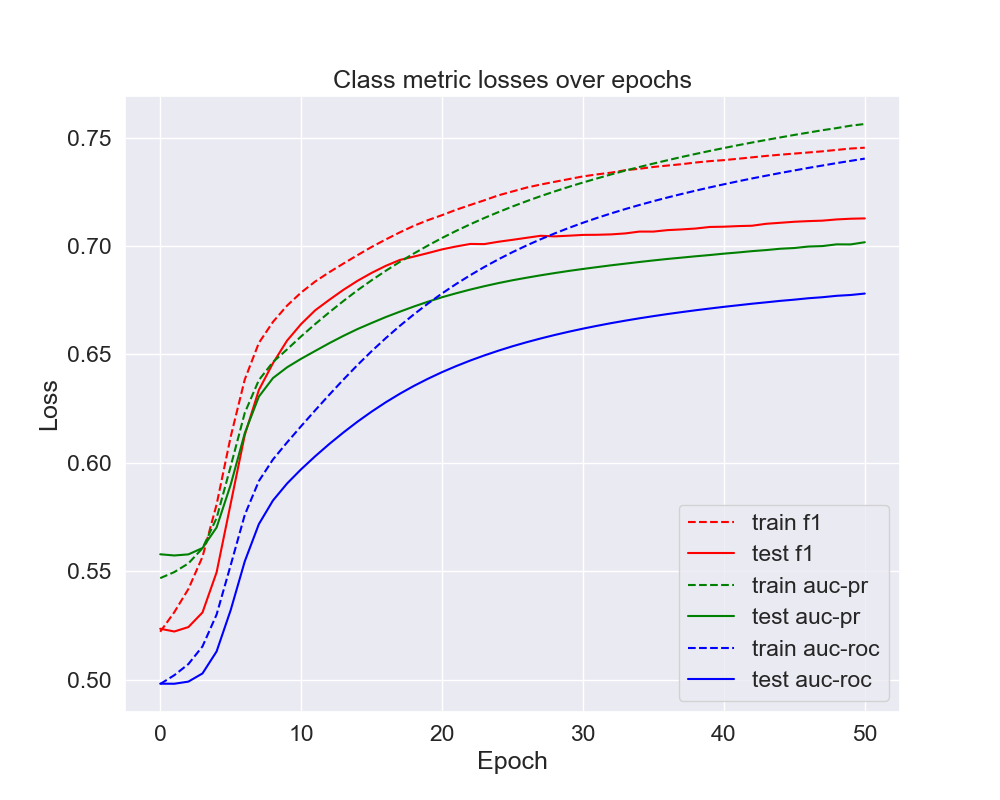 Class metric losses over epochs
0.75
0.70
0.65
0.60
0.55
0.50
Loss
0 10 20 30 40 50
Epoch
train f1
test f1
train auc-pr
test auc-pr
train auc-roc
test auc-roc